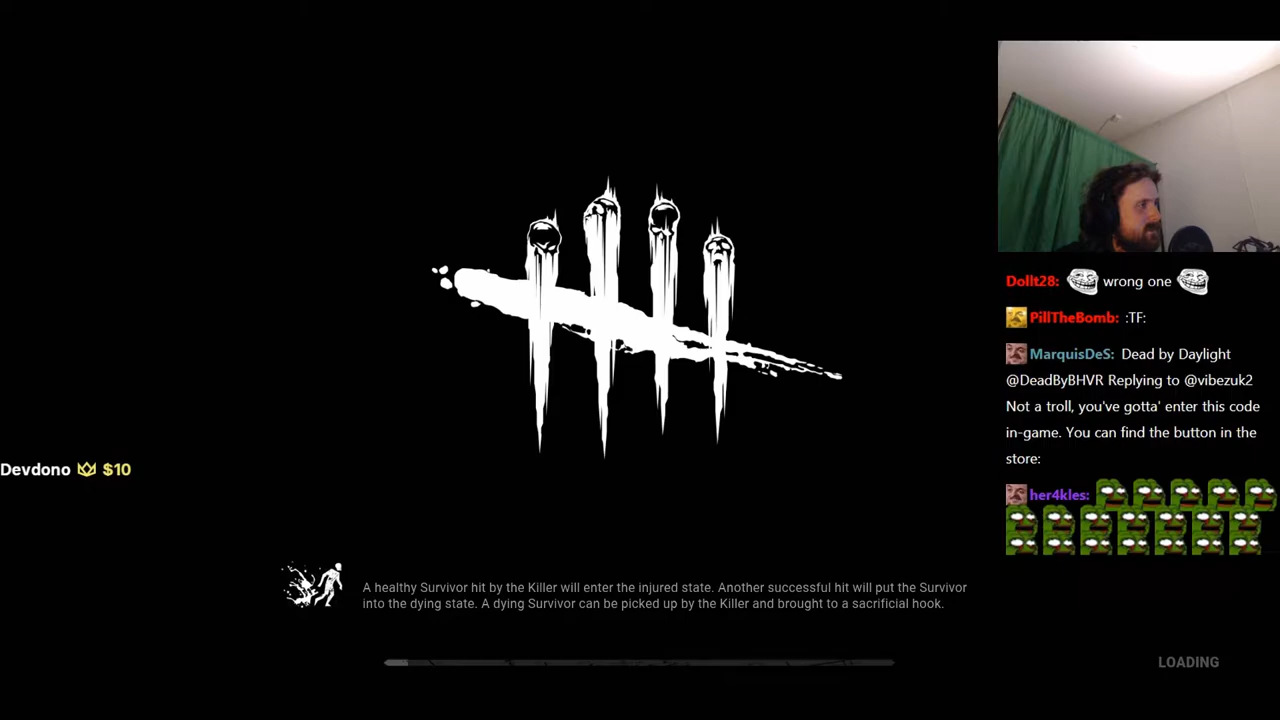 Dollt28: wrong one
PillTheBomb: :TF:
MarquisDeS: Dead by Daylight
@DeadByBHVR Replying to @vibezuk2
Not a troll, you've gotta' enter this code
in-game. You can find the button in the
store:
her4kles:
Devdono $10
A healthy Survivor hit by the Killer will enter the injured state. Another successful hit will put the Survivor
into the dying state. A dying Survivor can be picked up by the Killer and brought to a sacrificial hook.
LOADING